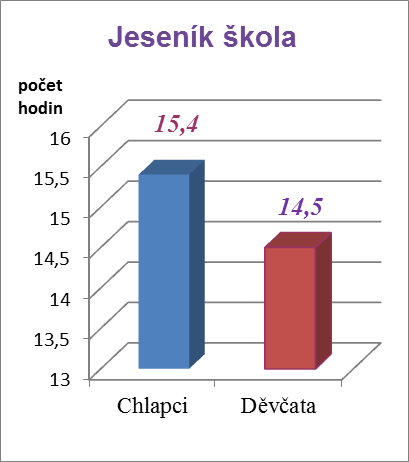 Jeseník škola
počet
hodin
16
15,5
15
14,5
14
13,5
13
15,4
14,5
Chlapci
Děvčata